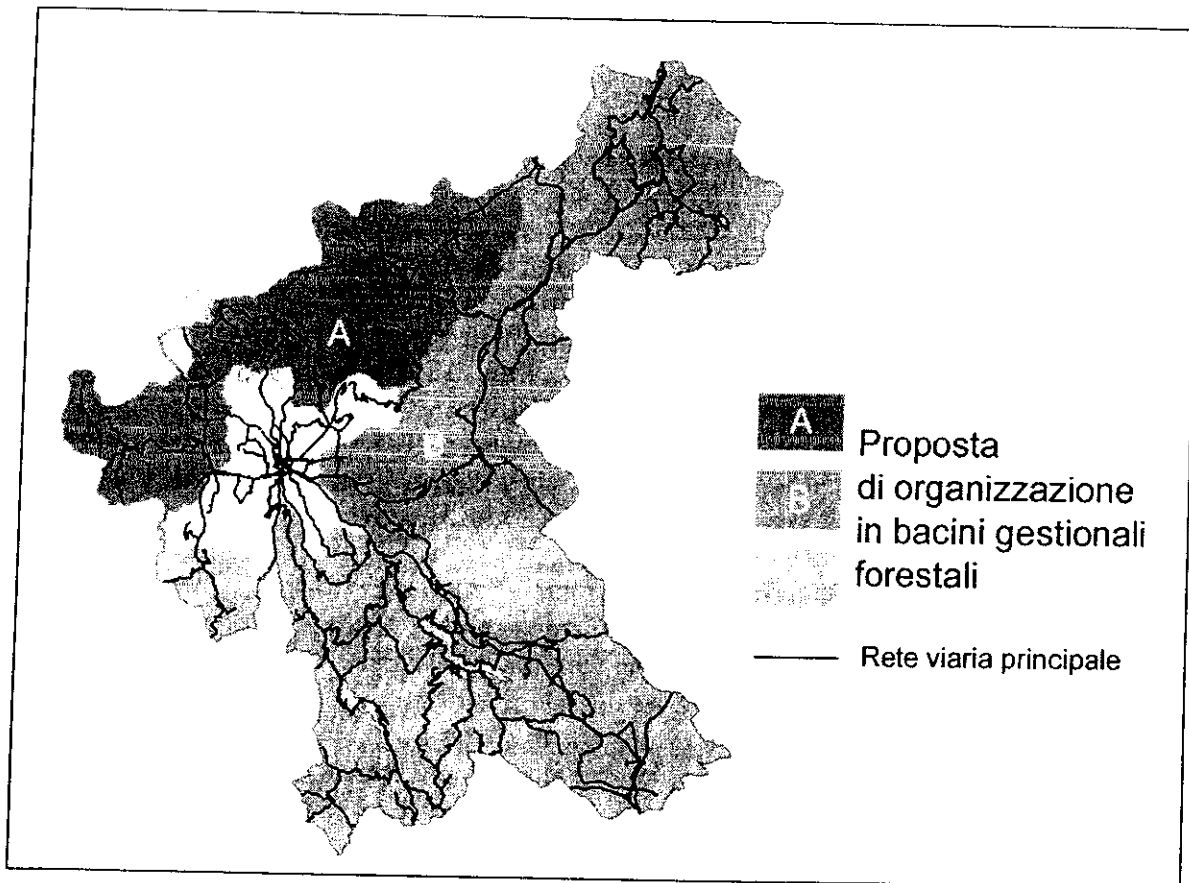 A
B
A
Proposta
B
di organizzazione
in bacini gestionali
forestali
Rete viaria principale